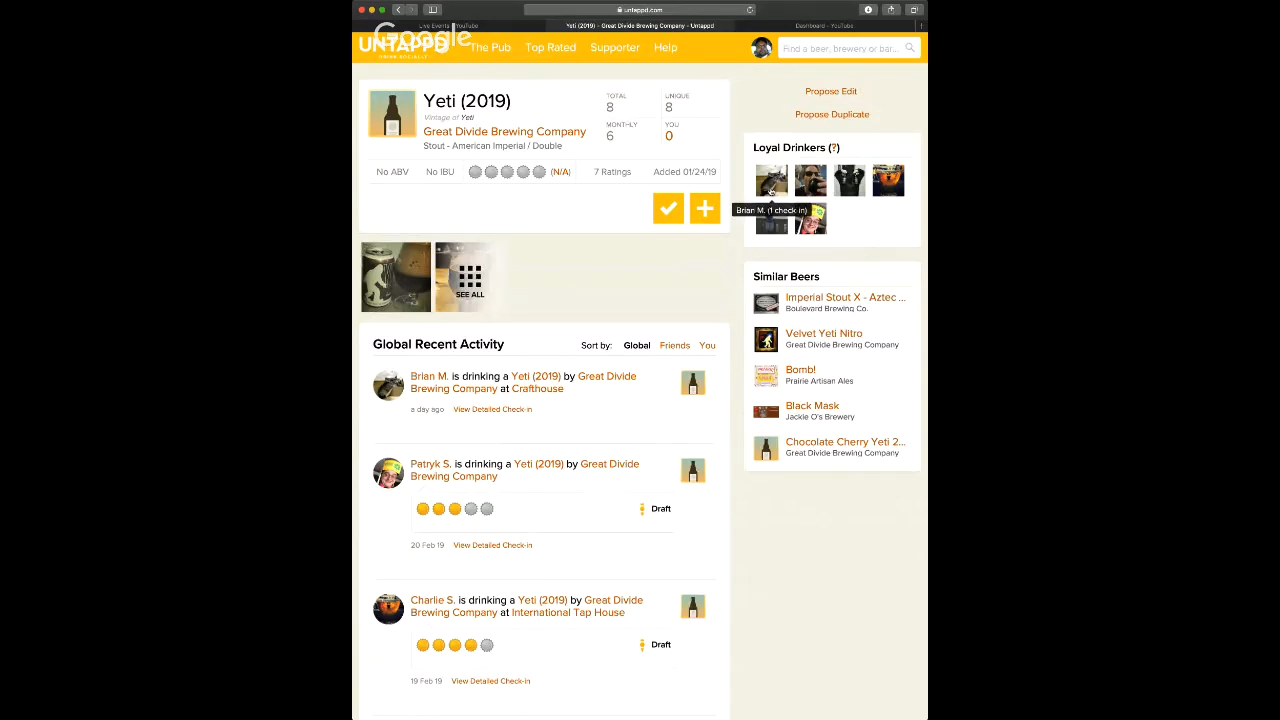 untappd.com
Live Events - YouTube
Yeti (2019) - Great Divide Brewing Company - Untappd
Dashboard - YouTube
Google
UNTAPPD
DRINK SOCIALLY
The Pub
Top Rated
Supporter
Help
Find a beer, brewery or bar...
Yeti (2019)
Vintage of Yeti
Great Divide Brewing Company
Stout - American Imperial / Double
TOTAL
8
UNIQUE
8
MONTHLY
6
YOU
0
No ABV
No IBU
(N/A)
7 Ratings
Added 01/24/19
SEE ALL
Global Recent Activity
Sort by:
Global
Friends
You
Brian M. is drinking a Yeti (2019) by Great Divide
Brewing Company at Crafthouse
a day ago
View Detailed Check-in
Patryk S. is drinking a Yeti (2019) by Great Divide
Brewing Company
Draft
20 Feb 19
View Detailed Check-in
Charlie S. is drinking a Yeti (2019) by Great Divide
Brewing Company at International Tap House
Draft
19 Feb 19
View Detailed Check-in
Propose Edit
Propose Duplicate
Loyal Drinkers (?)
Brian M. (1 check in)
Similar Beers
Imperial Stout X - Aztec ...
Boulevard Brewing Co.
Velvet Yeti Nitro
Great Divide Brewing Company
Bomb!
Prairie Artisan Ales
Black Mask
Jackie O's Brewery
Chocolate Cherry Yeti 2...
Great Divide Brewing Company